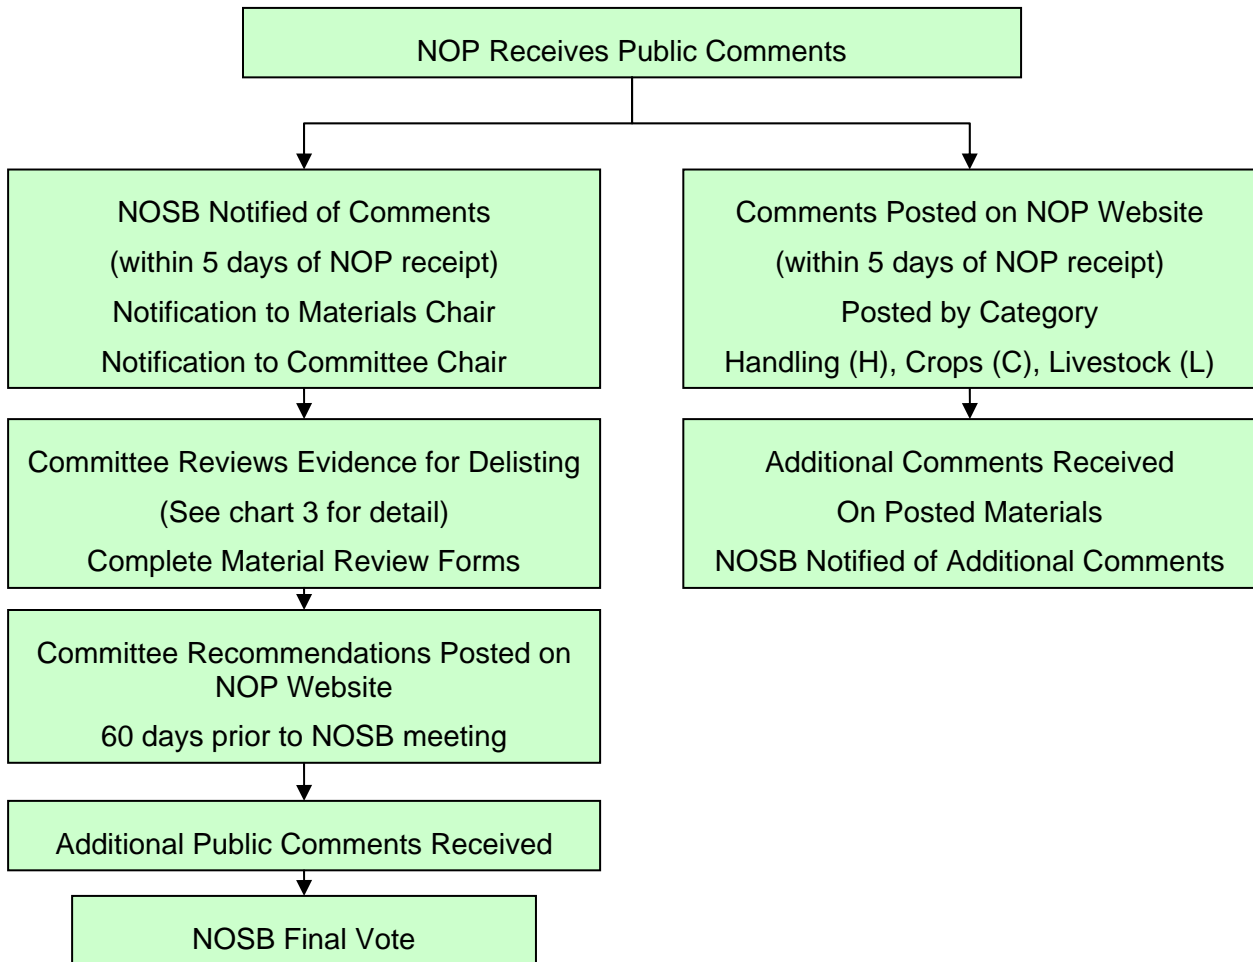 NOP Receives Public Comments
NOSB Notified of Comments
(within 5 days of NOP receipt)
Notification to Materials Chair
Notification to Committee Chair
Comments Posted on NOP Website
(within 5 days of NOP receipt)
Posted by Category
Handling (H), Crops (C), Livestock (L)
Committee Reviews Evidence for Delisting
(See chart 3 for detail)
Complete Material Review Forms
Additional Comments Received
On Posted Materials
NOSB Notified of Additional Comments
Committee Recommendations Posted on
NOP Website
60 days prior to NOSB meeting
Additional Public Comments Received
NOSB Final Vote